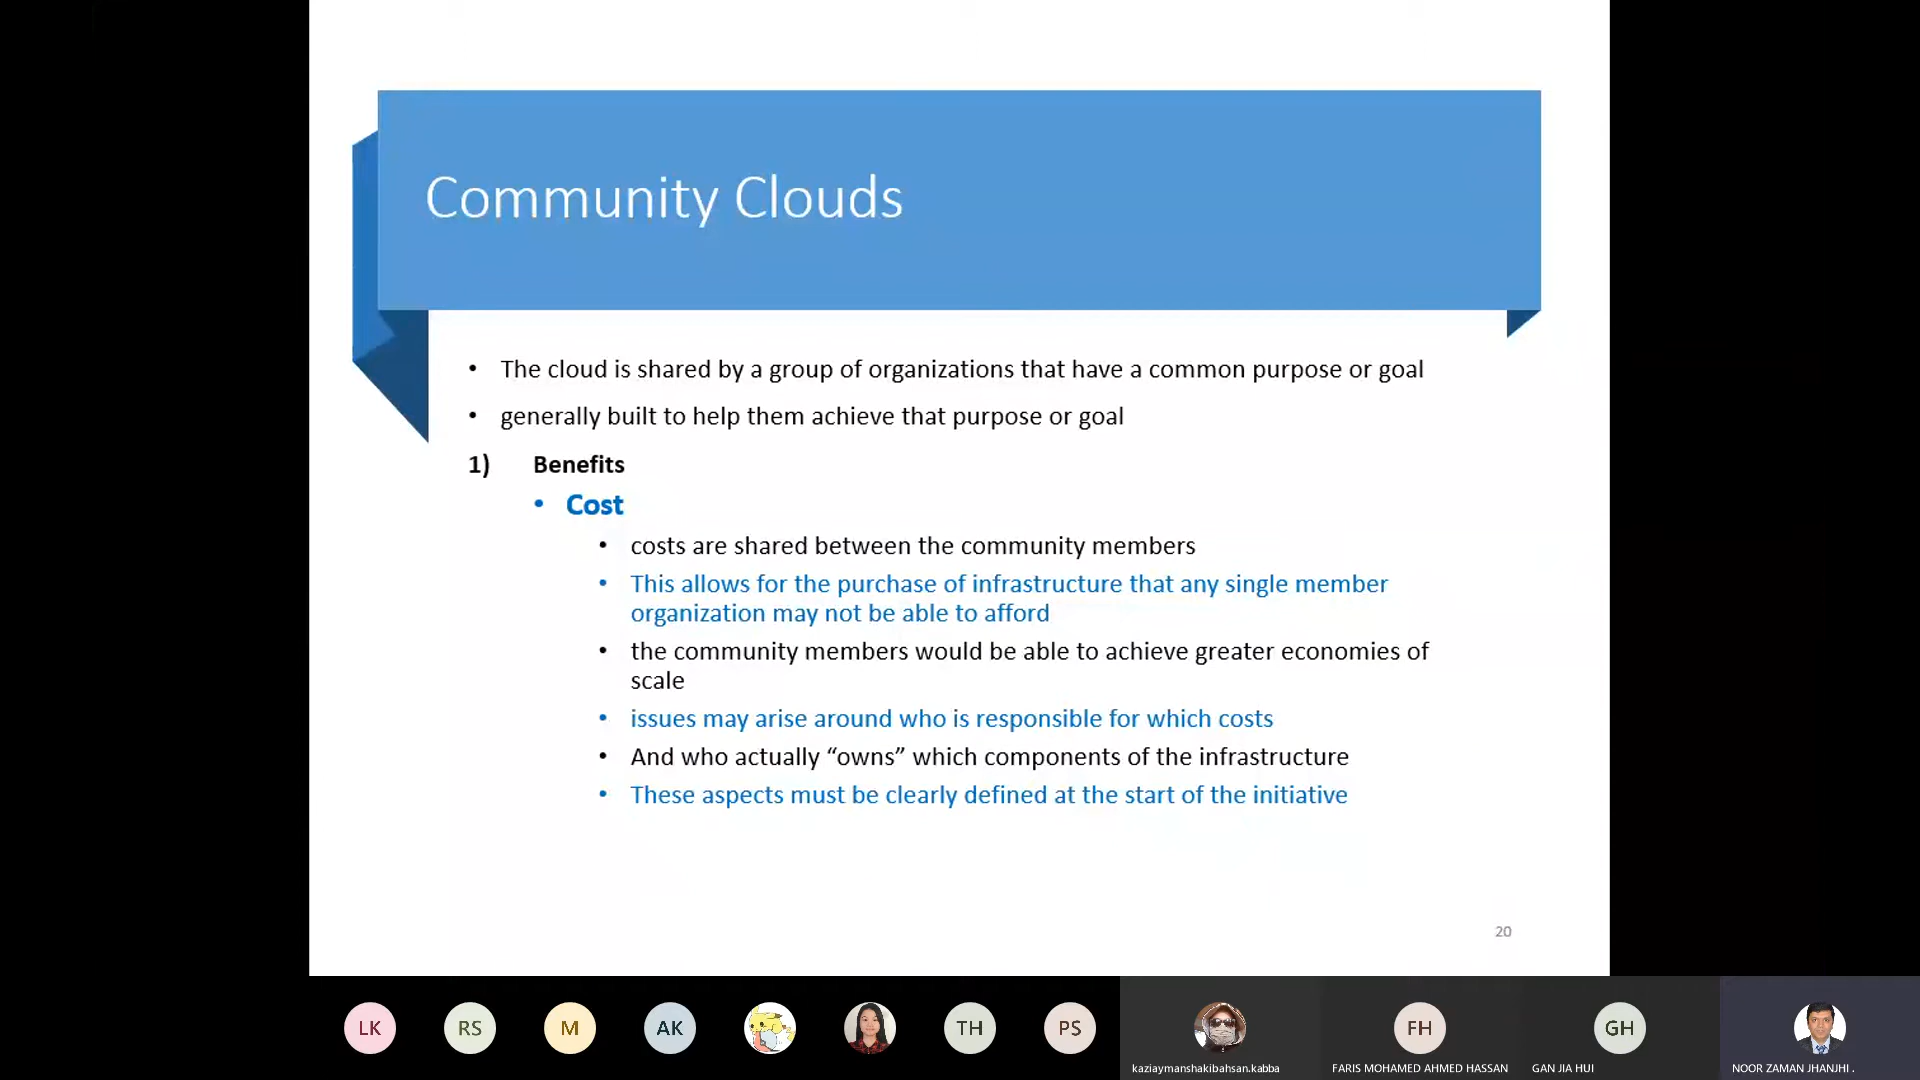 Community Clouds
• The cloud is shared by a group of organizations that have a common purpose or goal
• generally built to help them achieve that purpose or goal
1) Benefits
• Cost
• costs are shared between the community members
• This allows for the purchase of infrastructure that any single member
organization may not be able to afford
• the community members would be able to achieve greater economies of
scale
• issues may arise around who is responsible for which costs
• And who actually “owns” which components of the infrastructure
• These aspects must be clearly defined at the start of the initiative
20
LK RS M AK TH PS FH GH
kaziaymanshakibahsan.kabba FARIS MOHAMED AHMED HASSAN GAN JIA HUI NOOR ZAMAN JHANJHI .